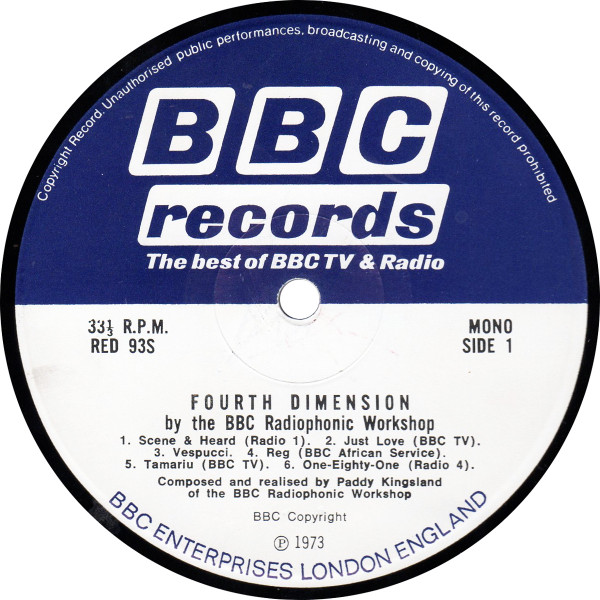 Copyright Record. Unauthorised public performances, broadcasting and copying of this record prohibited
BBC
records
The best of BBC TV & Radio
33⅓ R.P.M.
MONO
RED 93S
SIDE 1
FOURTH DIMENSION
by the BBC Radiophonic Workshop
1. Scene & Heard (Radio 1). 2. Just Love (BBC TV).
3. Vespucci. 4. Reg (BBC African Service).
5. Tamariu (BBC TV). 6. One-Eighty-One (Radio 4).
Composed and realised by Paddy Kingsland
of the BBC Radiophonic Workshop
BBC Copyright
℗ 1973
BBC ENTERPRISES LONDON ENGLAND